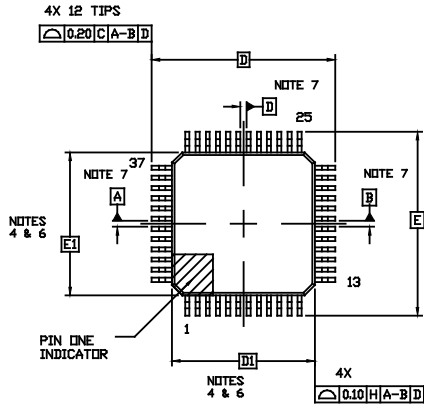 4X 12 TIPS
⌓ 0.20 C A-B D
D
NOTE 7
D
25
37
NOTE 7
NOTE 7
A
B
NOTES
4 & 6
E1
E
13
PIN ONE
INDICATOR
1
D1
NOTES
4 & 6
4X
⌓ 0.10 H A-B D